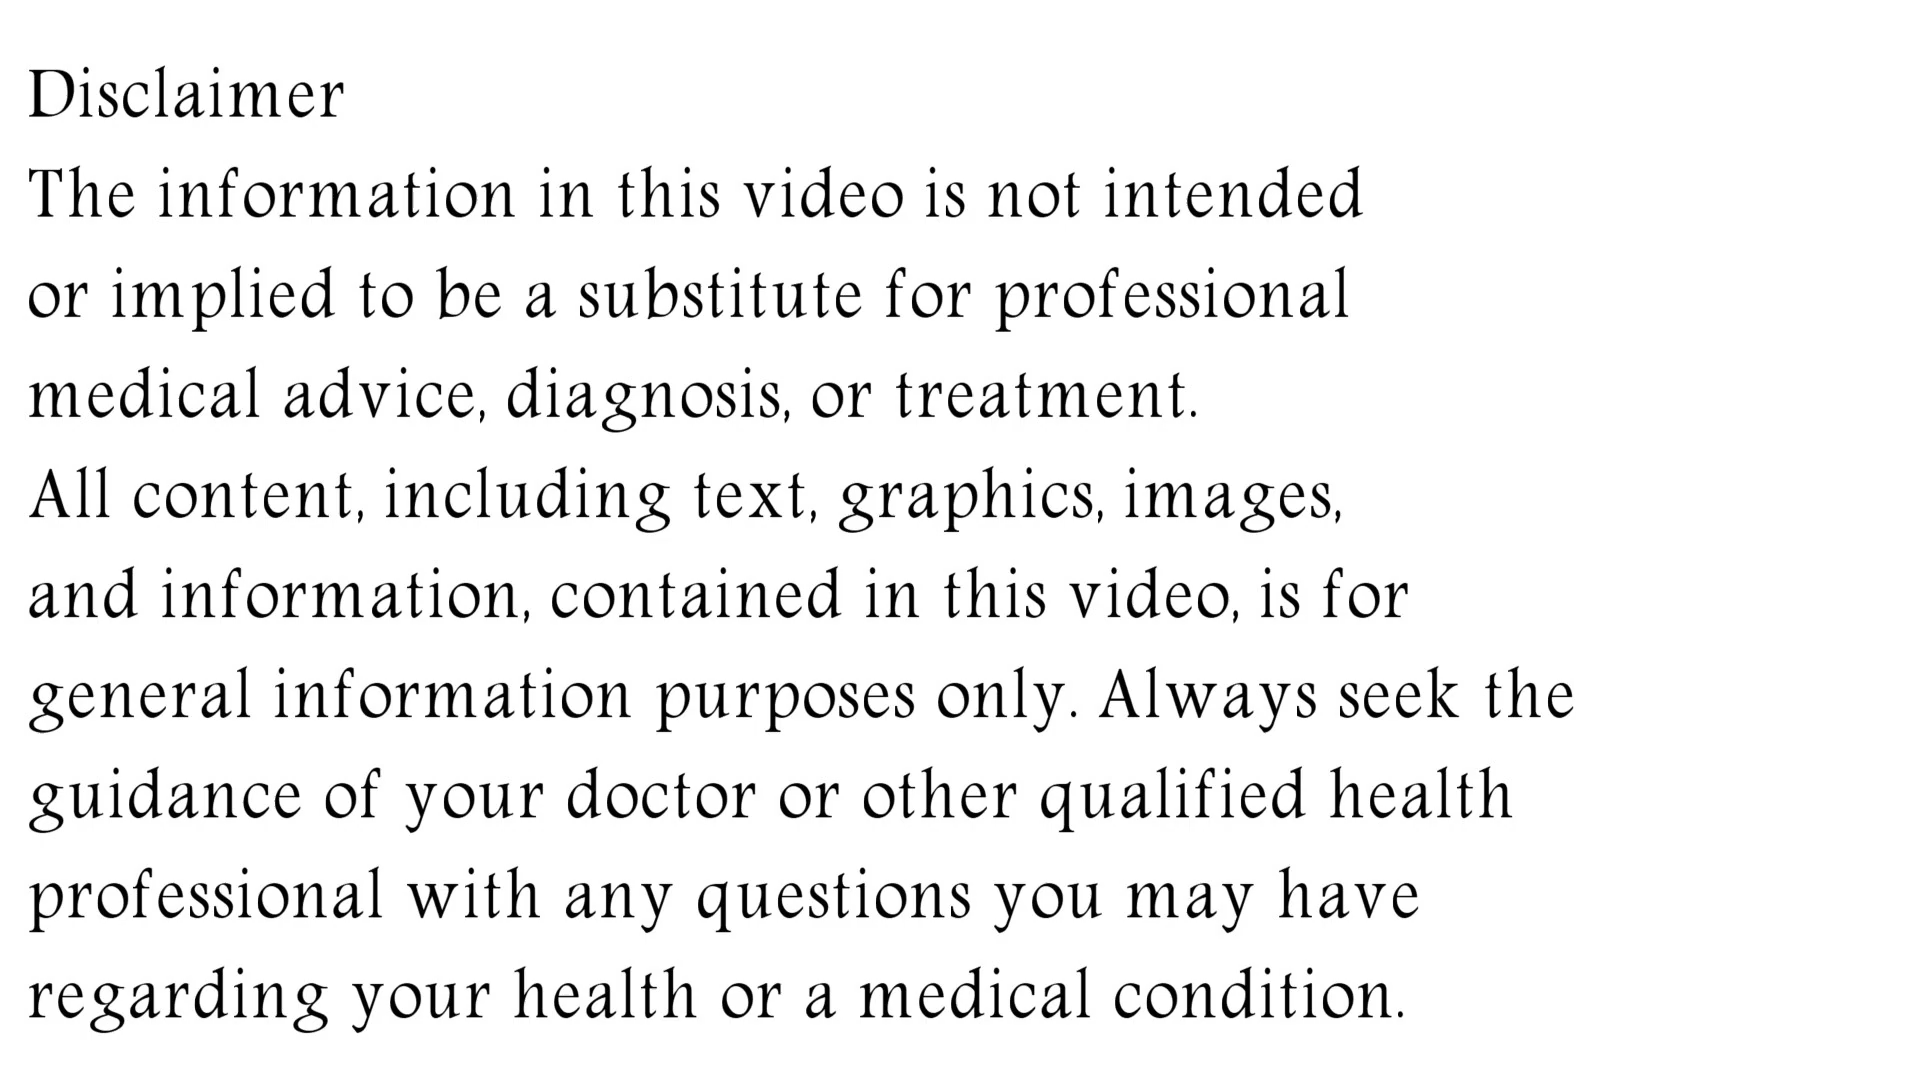 Disclaimer
The information in this video is not intended
or implied to be a substitute for professional
medical advice, diagnosis, or treatment.
All content, including text, graphics, images,
and information, contained in this video, is for
general information purposes only. Always seek the
guidance of your doctor or other qualified health
professional with any questions you may have
regarding your health or a medical condition.